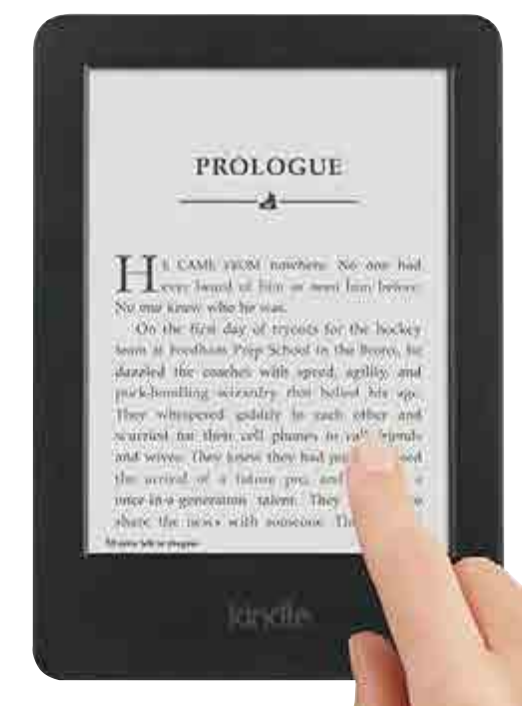 PROLOGUE
HE CAME FROM nowhere. No one had
ever heard of him or seen him before.
No one knew who he was.
On the first day of tryouts for the hockey
team at Fordham Prep School in the Bronx, he
dazzled the coaches with speed, agility, and
puck-handling wizardry that belied his age.
They whispered giddily to each other and
scurried for their cell phones to call friends
and wives. They knew they had
the arrival of a future pro, and a
once-in-a-generation talent. They
share the news with someone.
kindle